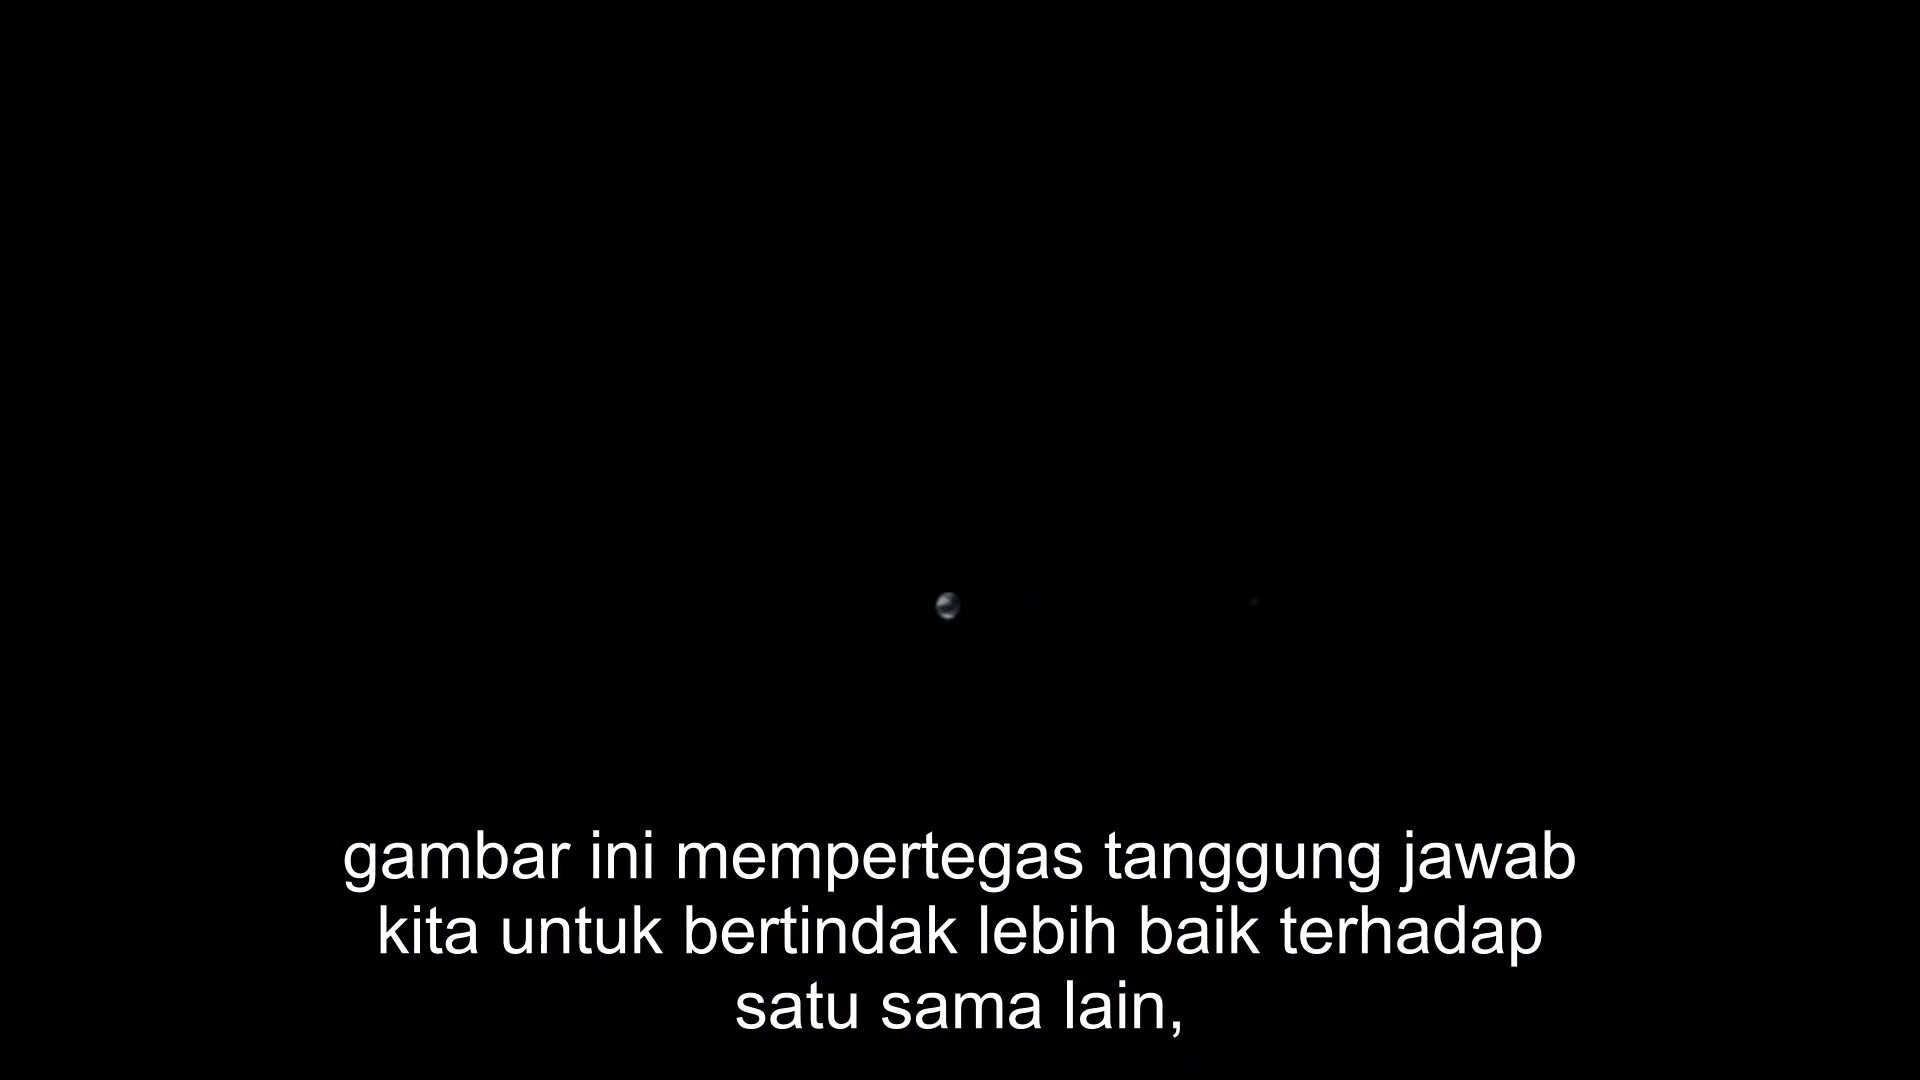 gambar ini mempertegas tanggung jawab
kita untuk bertindak lebih baik terhadap
satu sama lain,